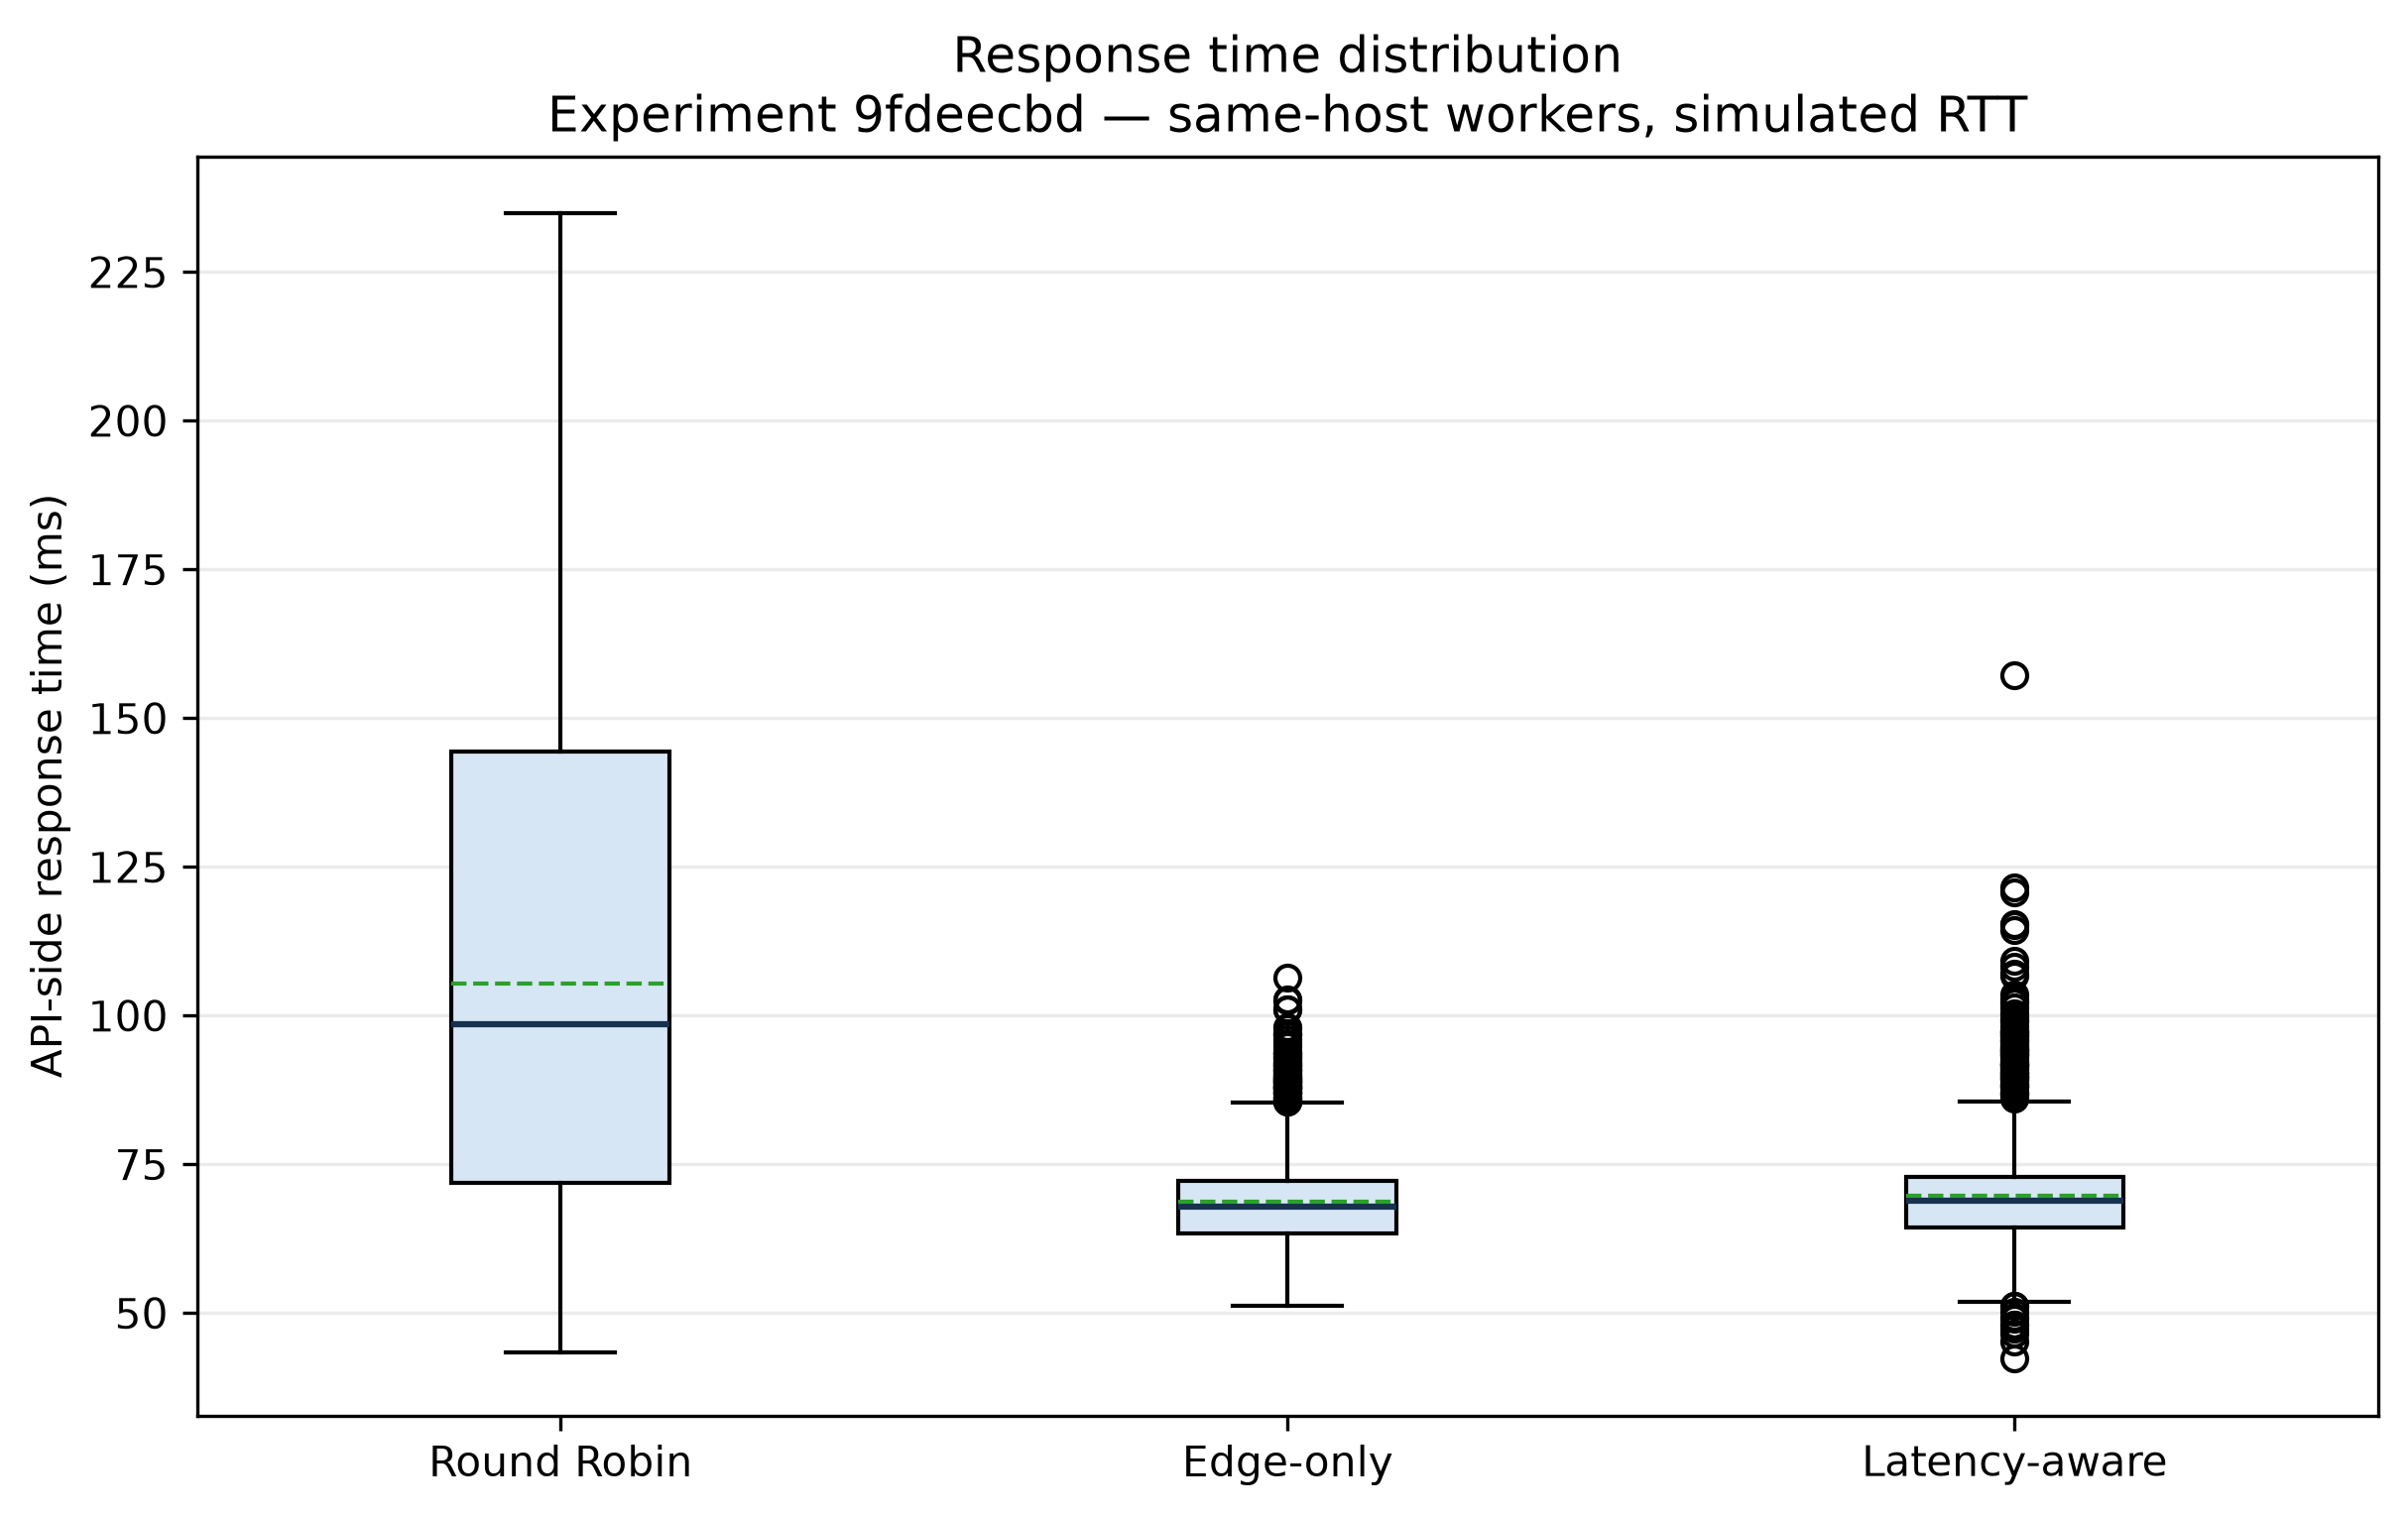 Response time distribution
Experiment 9fdeecbd — same-host workers, simulated RTT
API-side response time (ms)
225
200
175
150
125
100
75
50
Round Robin
Edge-only
Latency-aware